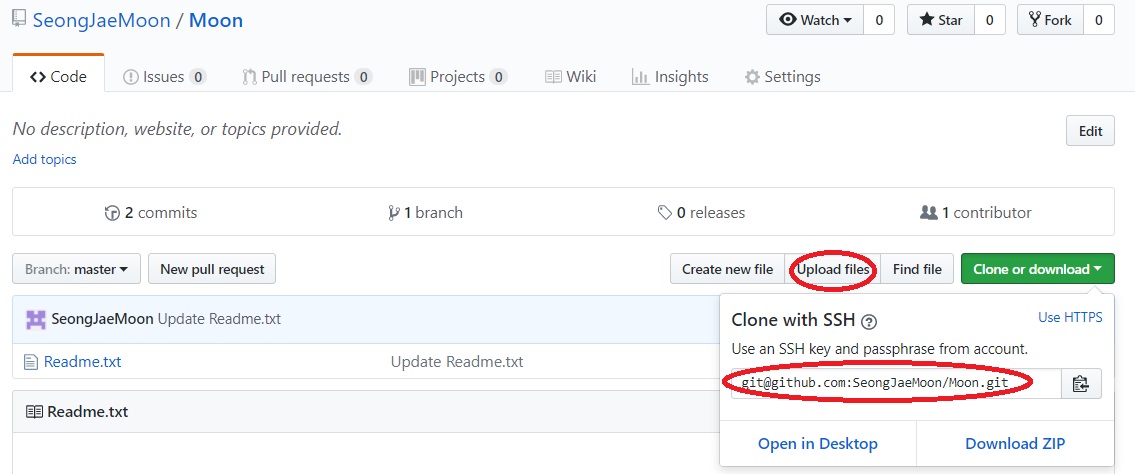 SeongJaeMoon / Moon
Watch 0 Star 0 Fork 0
Code Issues 0 Pull requests 0 Projects 0 Wiki Insights Settings
No description, website, or topics provided. Edit
Add topics
2 commits 1 branch 0 releases 1 contributor
Branch: master New pull request Create new file Upload files Find file Clone or download
SeongJaeMoon Update Readme.txt
Readme.txt Update Readme.txt
Readme.txt
Clone with SSH ? Use HTTPS
Use an SSH key and passphrase from account.
git@github.com:SeongJaeMoon/Moon.git
Open in Desktop Download ZIP